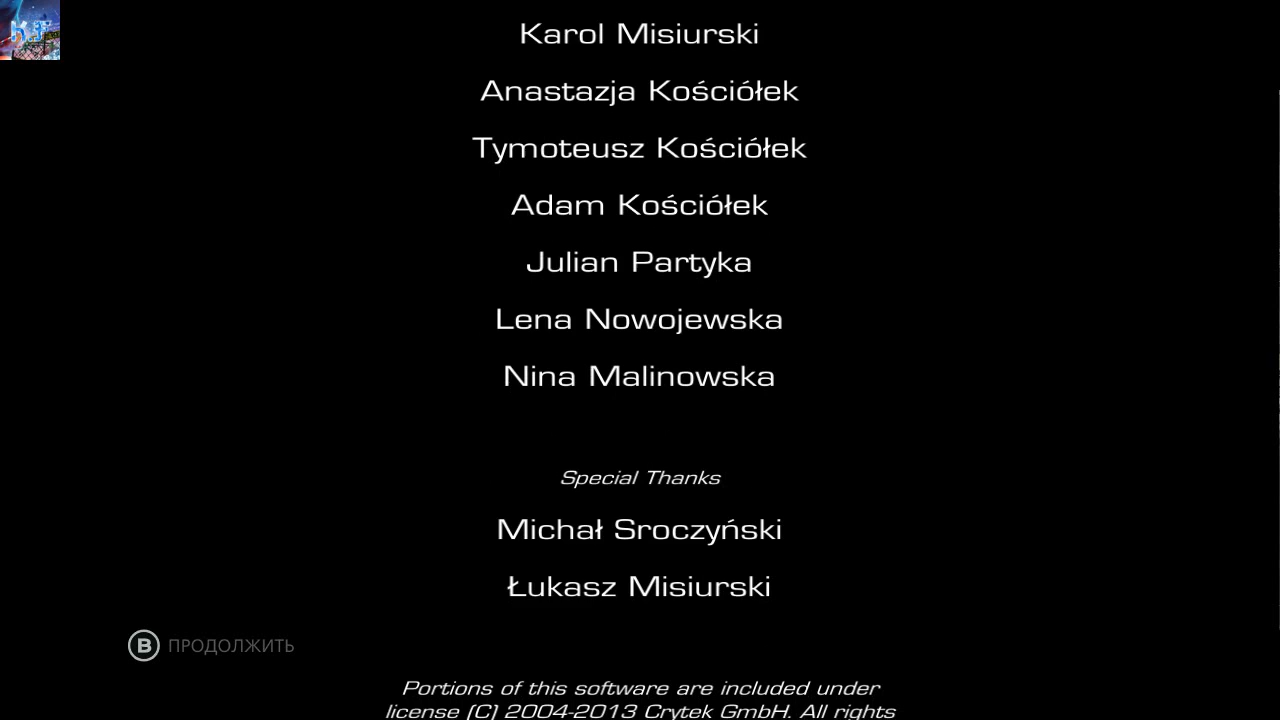 KF
Karol Misiurski
Anastazja Kościółek
Tymoteusz Kościółek
Adam Kościółek
Julian Partyka
Lena Nowojewska
Nina Malinowska
Special Thanks
Michał Sroczyński
Łukasz Misiurski
B ПРОДОЛЖИТЬ
Portions of this software are included under
license (C) 2004-2013 Crytek GmbH. All rights